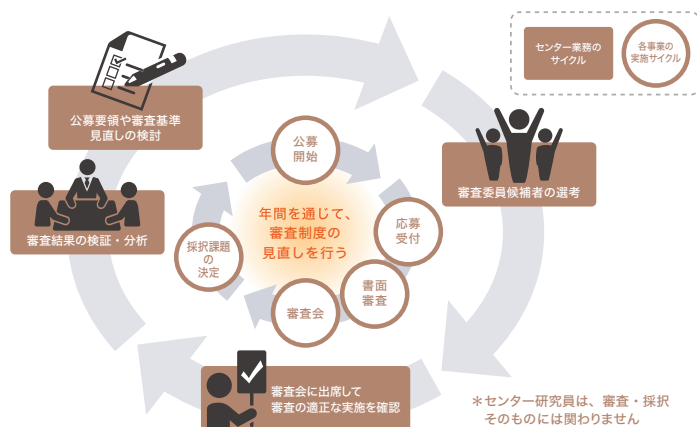 センター業務の
サイクル
各事業の
実施サイクル
公募要領や審査基準
見直しの検討
審査委員候補者の選考
審査結果の検証・分析
審査会に出席して
審査の適正な実施を確認
公募
開始
応募
受付
書面
審査
審査会
採択課題
の
決定
年間を通じて、
審査制度の
見直しを行う
＊センター研究員は、審査・採択
そのものには関わりません